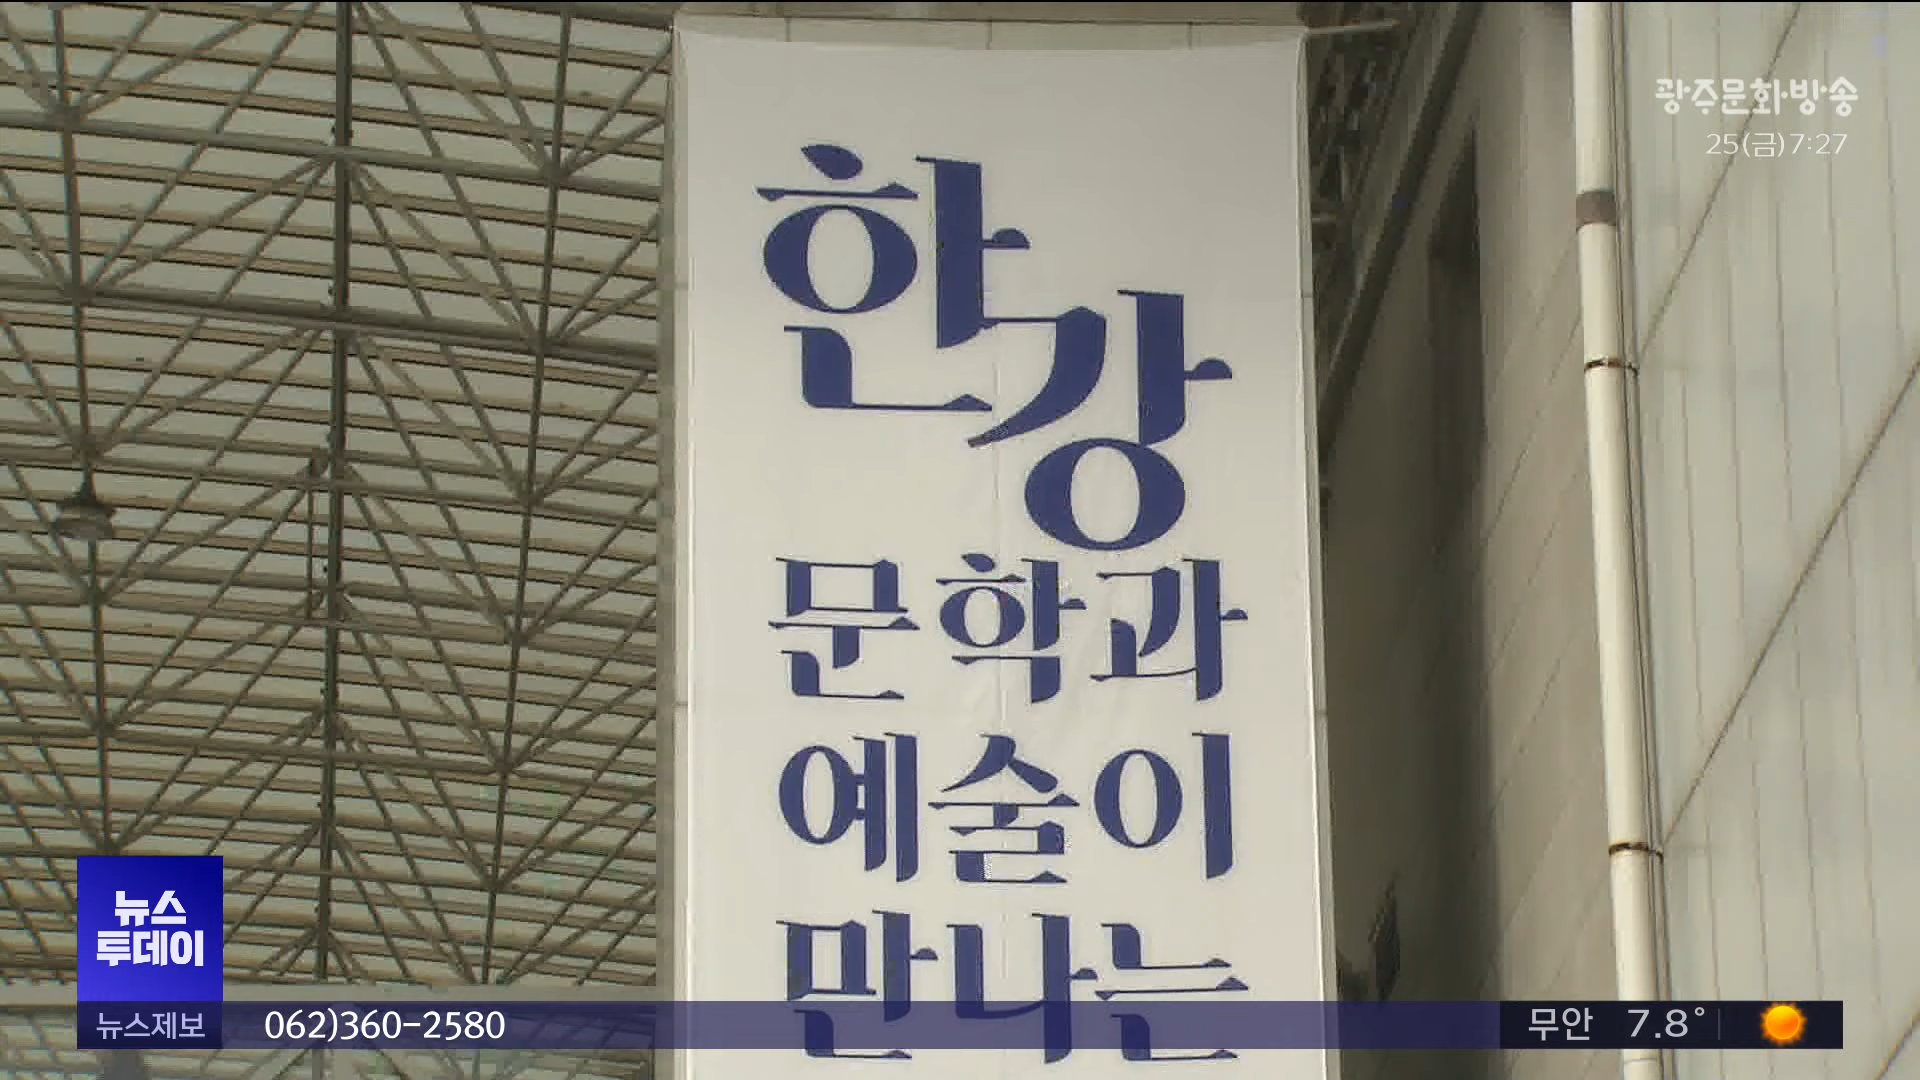 광주문화방송
25(금)7:27
한강
문학과
예술이
만나는
뉴스
투데이
뉴스제보 062)360-2580
무안 7.8°